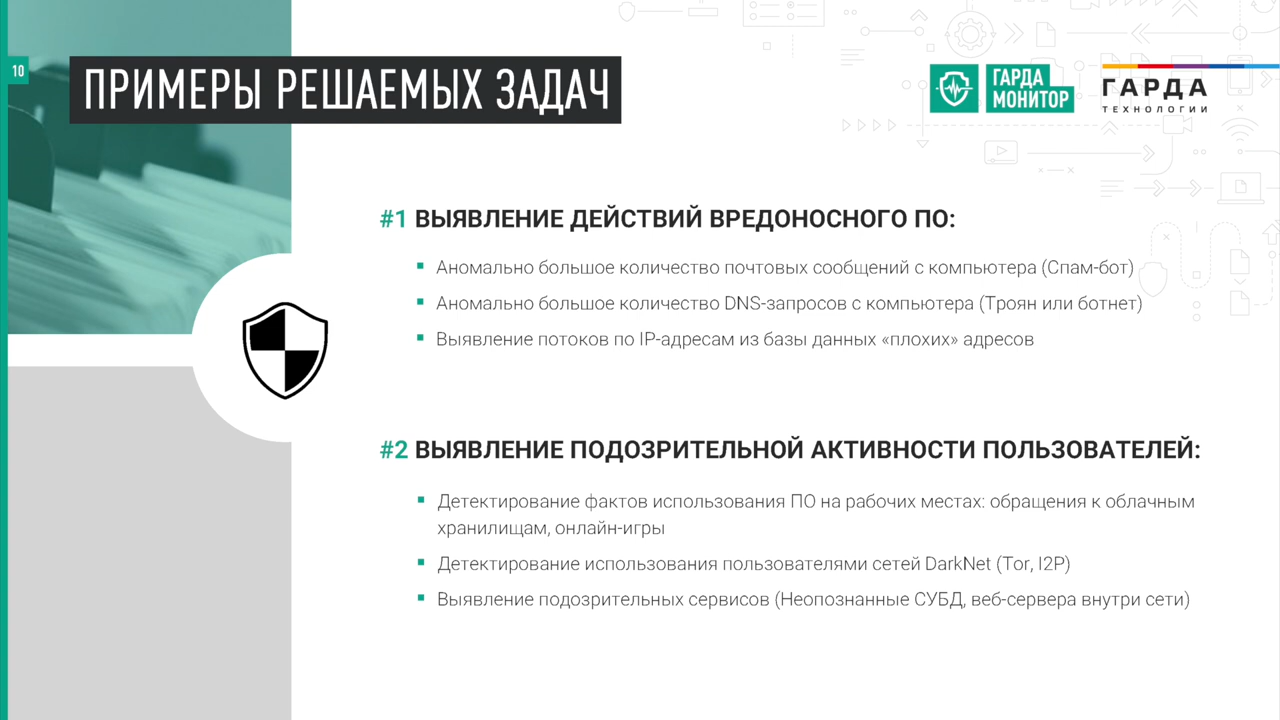 10
ПРИМЕРЫ РЕШАЕМЫХ ЗАДАЧ
ГАРДА
МОНИТОР
ГАРДА
ТЕХНОЛОГИИ
#1 ВЫЯВЛЕНИЕ ДЕЙСТВИЙ ВРЕДОНОСНОГО ПО:
Аномально большое количество почтовых сообщений с компьютера (Спам-бот)
Аномально большое количество DNS-запросов с компьютера (Троян или ботнет)
Выявление потоков по IP-адресам из базы данных «плохих» адресов
#2 ВЫЯВЛЕНИЕ ПОДОЗРИТЕЛЬНОЙ АКТИВНОСТИ ПОЛЬЗОВАТЕЛЕЙ:
Детектирование фактов использования ПО на рабочих местах: обращения к облачным
хранилищам, онлайн-игры
Детектирование использования пользователями сетей DarkNet (Tor, I2P)
Выявление подозрительных сервисов (Неопознанные СУБД, веб-сервера внутри сети)